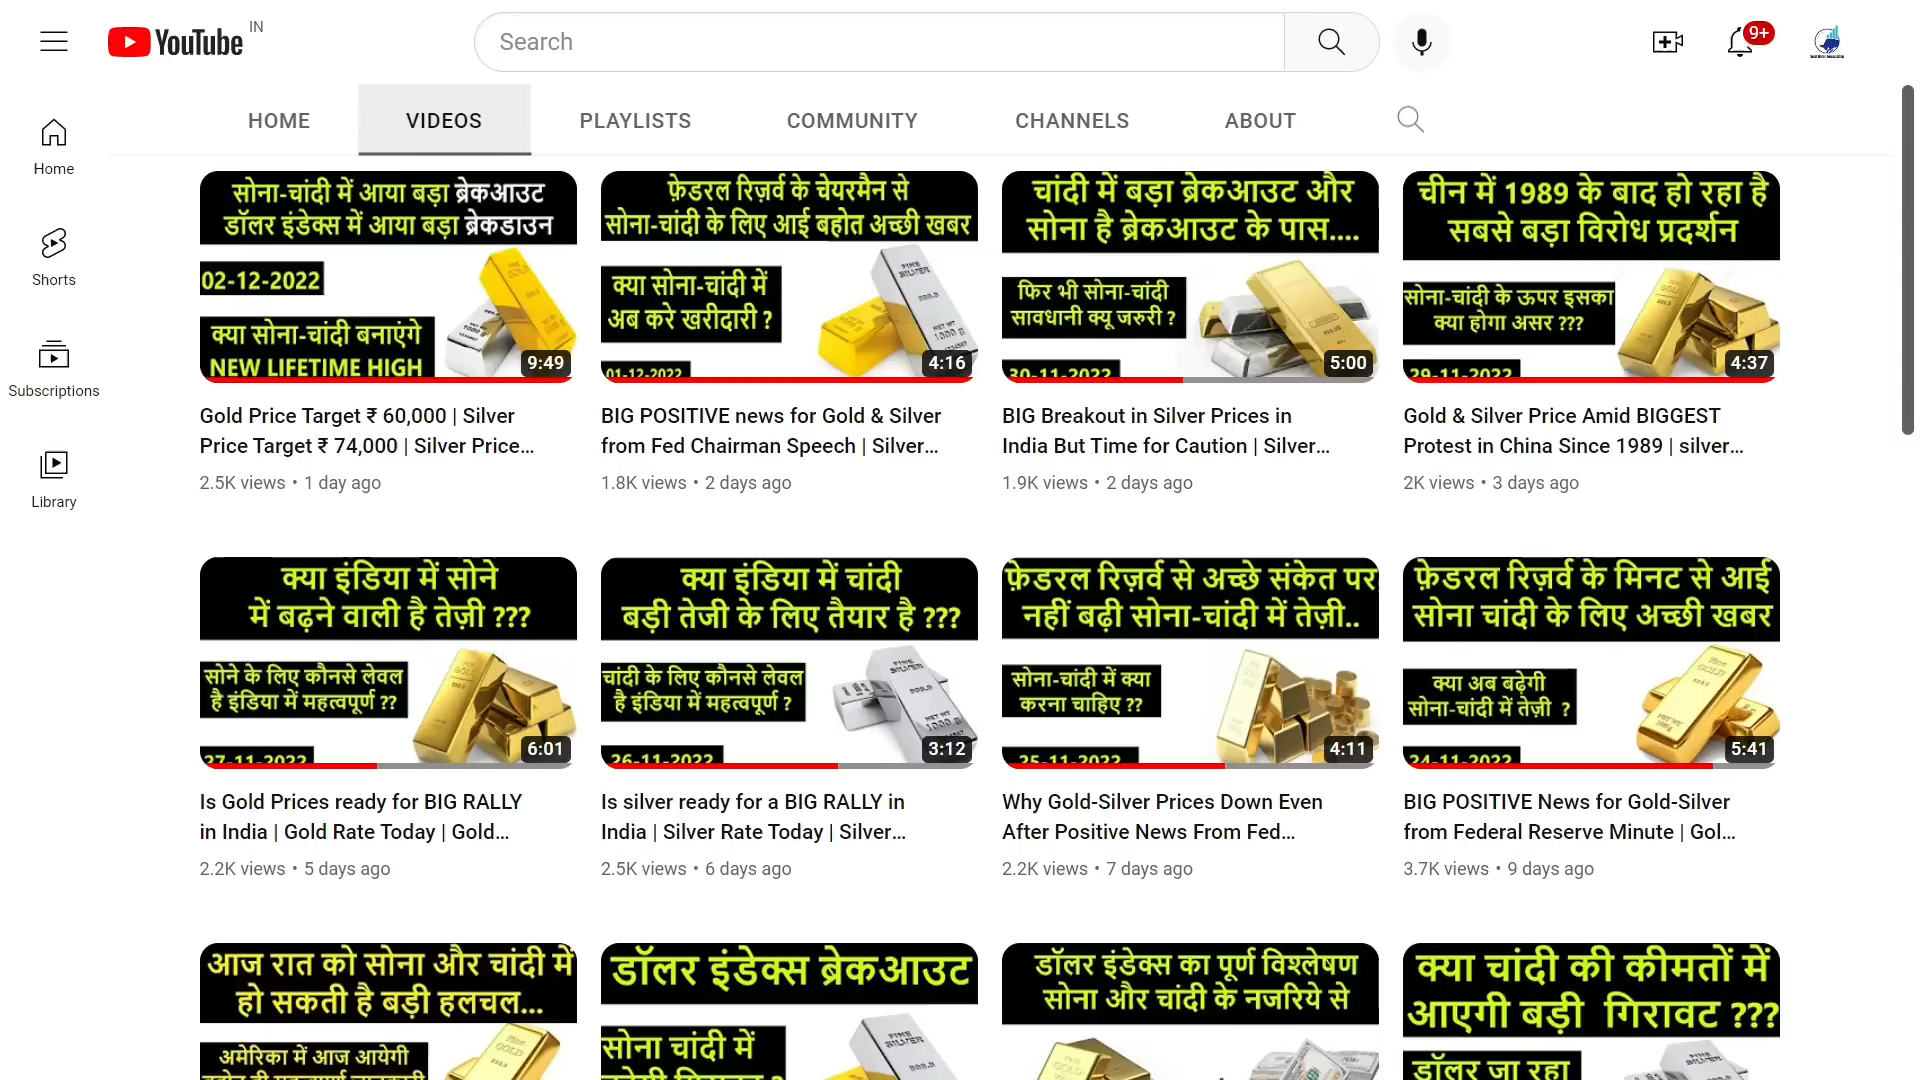 YouTube IN
Search
9+
HOME
VIDEOS
PLAYLISTS
COMMUNITY
CHANNELS
ABOUT
Home
Shorts
Subscriptions
Library
सोना-चांदी में आया बड़ा ब्रेकआउट
डॉलर इंडेक्स में आया बड़ा ब्रेकडाउन
02-12-2022
क्या सोना-चांदी बनाएंगे
NEW LIFETIME HIGH
9:49
Gold Price Target ₹ 60,000 | Silver
Price Target ₹ 74,000 | Silver Price...
2.5K views • 1 day ago
फ़ेडरल रिज़र्व के चेयरमैन से
सोना-चांदी के लिए आई बहोत अच्छी खबर
क्या सोना-चांदी में
अब करे खरीदारी ?
01-12-2022
4:16
BIG POSITIVE news for Gold & Silver
from Fed Chairman Speech | Silver...
1.8K views • 2 days ago
चांदी में बड़ा ब्रेकआउट और
सोना है ब्रेकआउट के पास....
फिर भी सोना-चांदी
सावधानी क्यू जरुरी ?
30-11-2022
5:00
BIG Breakout in Silver Prices in
India But Time for Caution | Silver...
1.9K views • 2 days ago
चीन में 1989 के बाद हो रहा है
सबसे बड़ा विरोध प्रदर्शन
सोना-चांदी के ऊपर इसका
क्या होगा असर ???
29-11-2022
4:37
Gold & Silver Price Amid BIGGEST
Protest in China Since 1989 | silver...
2K views • 3 days ago
क्या इंडिया में सोने
में बढ़ने वाली है तेज़ी ???
सोने के लिए कौनसे लेवल
है इंडिया में महत्वपूर्ण ??
27-11-2022
6:01
Is Gold Prices ready for BIG RALLY
in India | Gold Rate Today | Gold...
2.2K views • 5 days ago
क्या इंडिया में चांदी
बड़ी तेजी के लिए तैयार है ???
चांदी के लिए कौनसे लेवल
है इंडिया में महत्वपूर्ण ?
26-11-2022
3:12
Is silver ready for a BIG RALLY in
India | Silver Rate Today | Silver...
2.5K views • 6 days ago
फ़ेडरल रिज़र्व से अच्छे संकेत पर
नहीं बढ़ी सोना-चांदी में तेज़ी..
सोना-चांदी में क्या
करना चाहिए ??
25-11-2022
4:11
Why Gold-Silver Prices Down Even
After Positive News From Fed...
2.2K views • 7 days ago
फ़ेडरल रिज़र्व के मिनट से आई
सोना चांदी के लिए अच्छी खबर
क्या अब बढ़ेगी
सोना-चांदी में तेज़ी ?
24-11-2022
5:41
BIG POSITIVE News for Gold-Silver
from Federal Reserve Minute | Gol...
3.7K views • 9 days ago
आज रात को सोना और चांदी में
हो सकती है बड़ी हलचल...
अमेरिका में आज आयेगी
डॉलर इंडेक्स ब्रेकआउट
सोना चांदी में
डॉलर इंडेक्स का पूर्ण विश्लेषण
सोना और चांदी के नजरिये से
क्या चांदी की कीमतों में
आएगी बड़ी गिरावट ???
डॉलर जा रहा